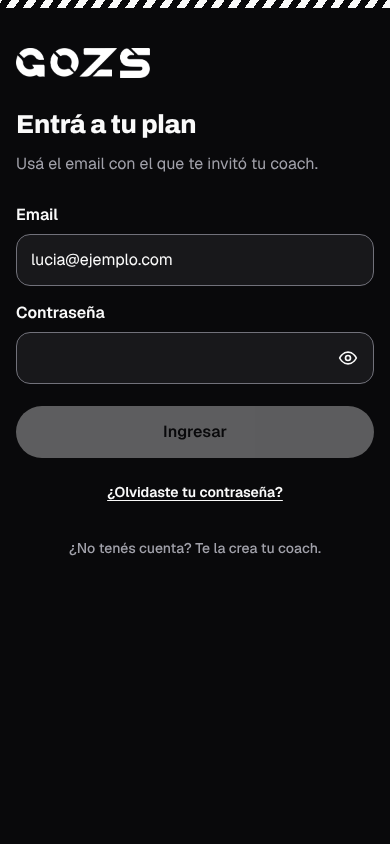 GOZS
Entrá a tu plan
Usá el email con el que te invitó tu coach.
Email
lucia@ejemplo.com
Contraseña
Ingresar
¿Olvidaste tu contraseña?
¿No tenés cuenta? Te la crea tu coach.